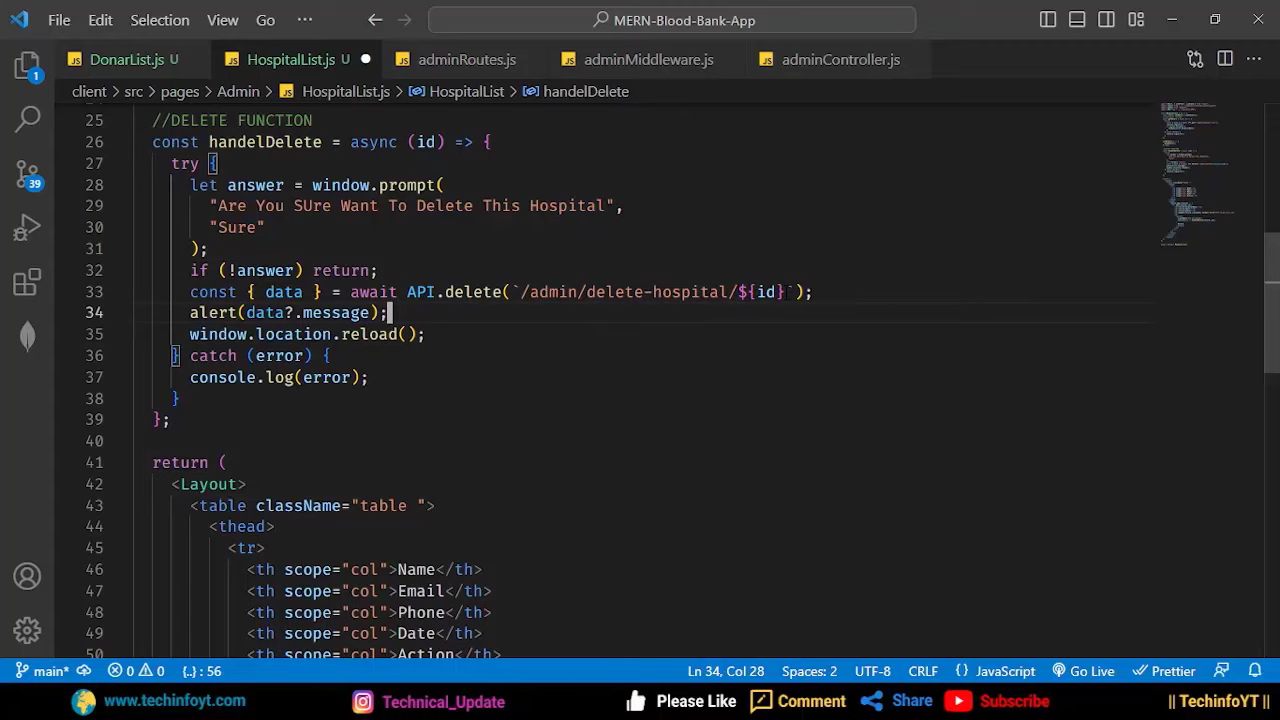 File Edit Selection View Go ··· MERN-Blood-Bank-App
DonarList.js U HospitalList.js U adminRoutes.js adminMiddleware.js adminController.js
client > src > pages > Admin > HospitalList.js > HospitalList > handelDelete
25 //DELETE FUNCTION
26 const handelDelete = async (id) => {
27 try {
28 let answer = window.prompt(
29 "Are You SUre Want To Delete This Hospital",
30 "Sure"
31 );
32 if (!answer) return;
33 const { data } = await API.delete(`/admin/delete-hospital/${id}`);
34 alert(data?.message);
35 window.location.reload();
36 } catch (error) {
37 console.log(error);
38 }
39 };
40
41 return (
42 <Layout>
43 <table className="table ">
44 <thead>
45 <tr>
46 <th scope="col">Name</th>
47 <th scope="col">Email</th>
48 <th scope="col">Phone</th>
49 <th scope="col">Date</th>
50 <th scope="col">Action</th>
1
39
main* 0 0 {..} : 56 Ln 34, Col 28 Spaces: 2 UTF-8 CRLF {} JavaScript Go Live Prettier
www.techinfoyt.com Technical_Update Please Like Comment Share Subscribe || TechinfoYT ||